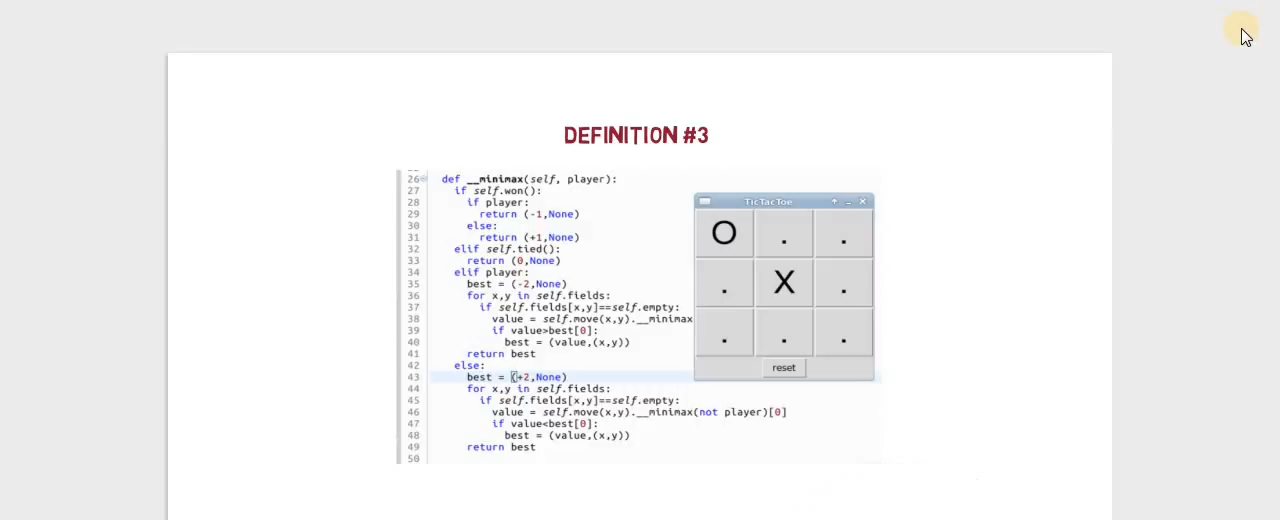 DEFINITION #3
26 def __minimax(self, player):
27 if self.won():
28 if player:
29 return (-1,None)
30 else:
31 return (+1,None)
32 elif self.tied():
33 return (0,None)
34 elif player:
35 best = (-2,None)
36 for x,y in self.fields:
37 if self.fields[x,y]==self.empty:
38 value = self.move(x,y).__minimax
39 if value>best[0]:
40 best = (value,(x,y))
41 return best
42 else:
43 best = (+2,None)
44 for x,y in self.fields:
45 if self.fields[x,y]==self.empty:
46 value = self.move(x,y).__minimax(not player)[0]
47 if value<best[0]:
48 best = (value,(x,y))
49 return best
50
TicTacToe
O . .
. X .
. . .
reset